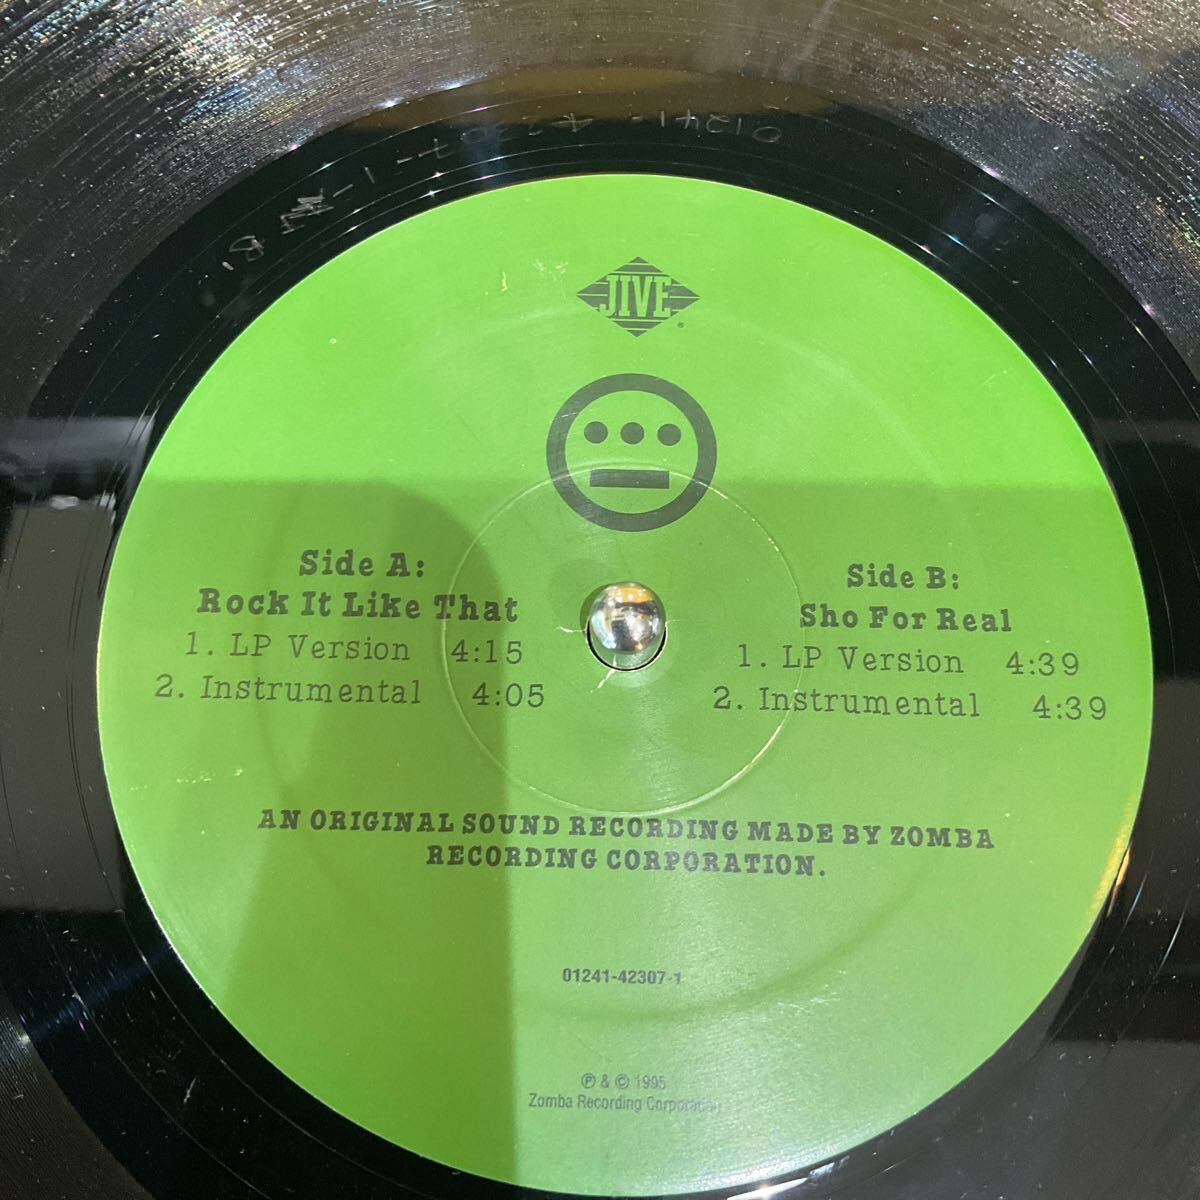 JIVE
Side A:
Rock It Like That
1. LP Version 4:15
2. Instrumental 4:05
Side B:
Sho For Real
1. LP Version 4:39
2. Instrumental 4:39
AN ORIGINAL SOUND RECORDING MADE BY ZOMBA
RECORDING CORPORATION.
01241-42307-1
℗ & © 1995
Zomba Recording Corporation